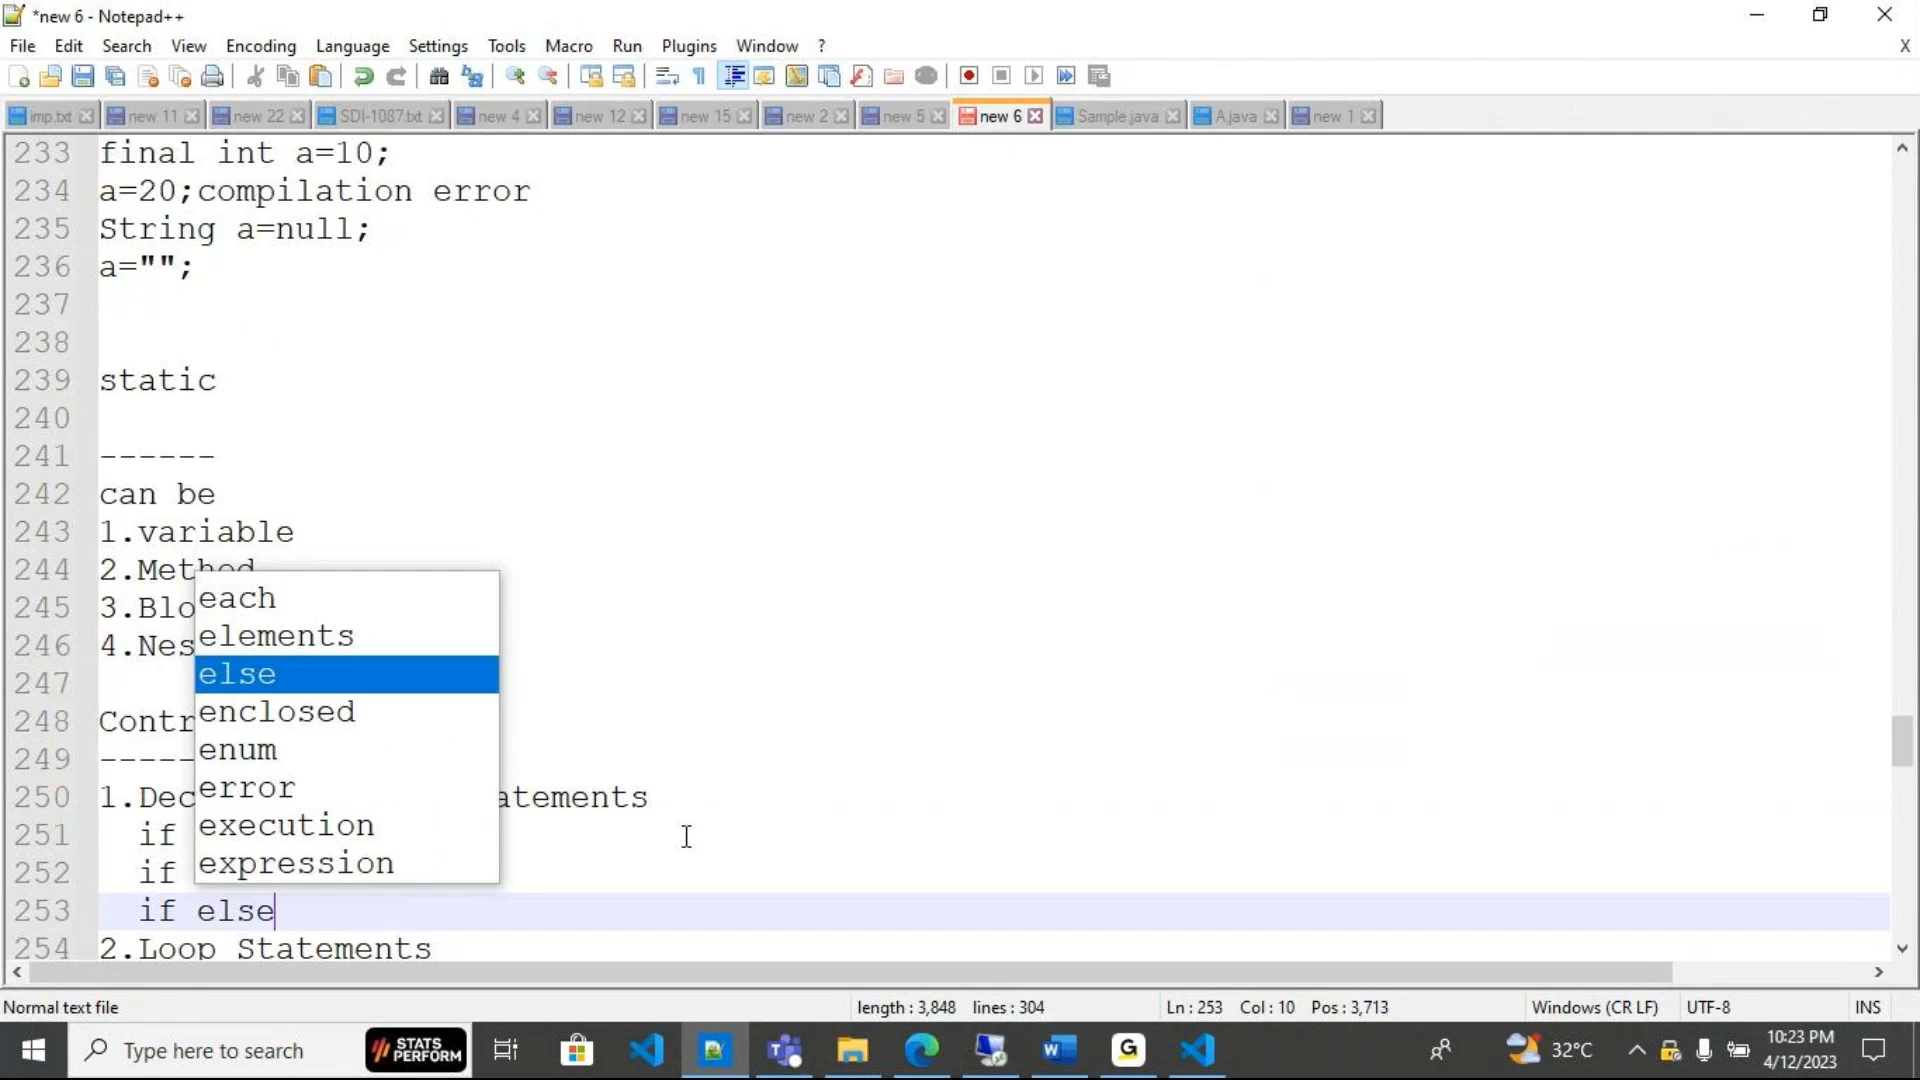 *new 6 - Notepad++
File Edit Search View Encoding Language Settings Tools Macro Run Plugins Window ? X
imp.txt new 11 new 22 SDI-1087.txt new 4 new 12 new 15 new 2 new 5 new 6 Sample.java A.java new 1
233 final int a=10;
234 a=20;compilation error
235 String a=null;
236 a="";
237
238
239 static
240
241 ------
242 can be
243 1.variable
244 2.Method
245 3.Blo
246 4.Nes
247
248 Contr
249 -----
250 1.Dec atements
251 if
252 if
253 if else
254 2.Loop Statements
each
elements
else
enclosed
enum
error
execution
expression
Normal text file length : 3,848 lines : 304 Ln : 253 Col : 10 Pos : 3,713 Windows (CR LF) UTF-8 INS
Type here to search STATS PERFORM 32°C 10:23 PM
4/12/2023